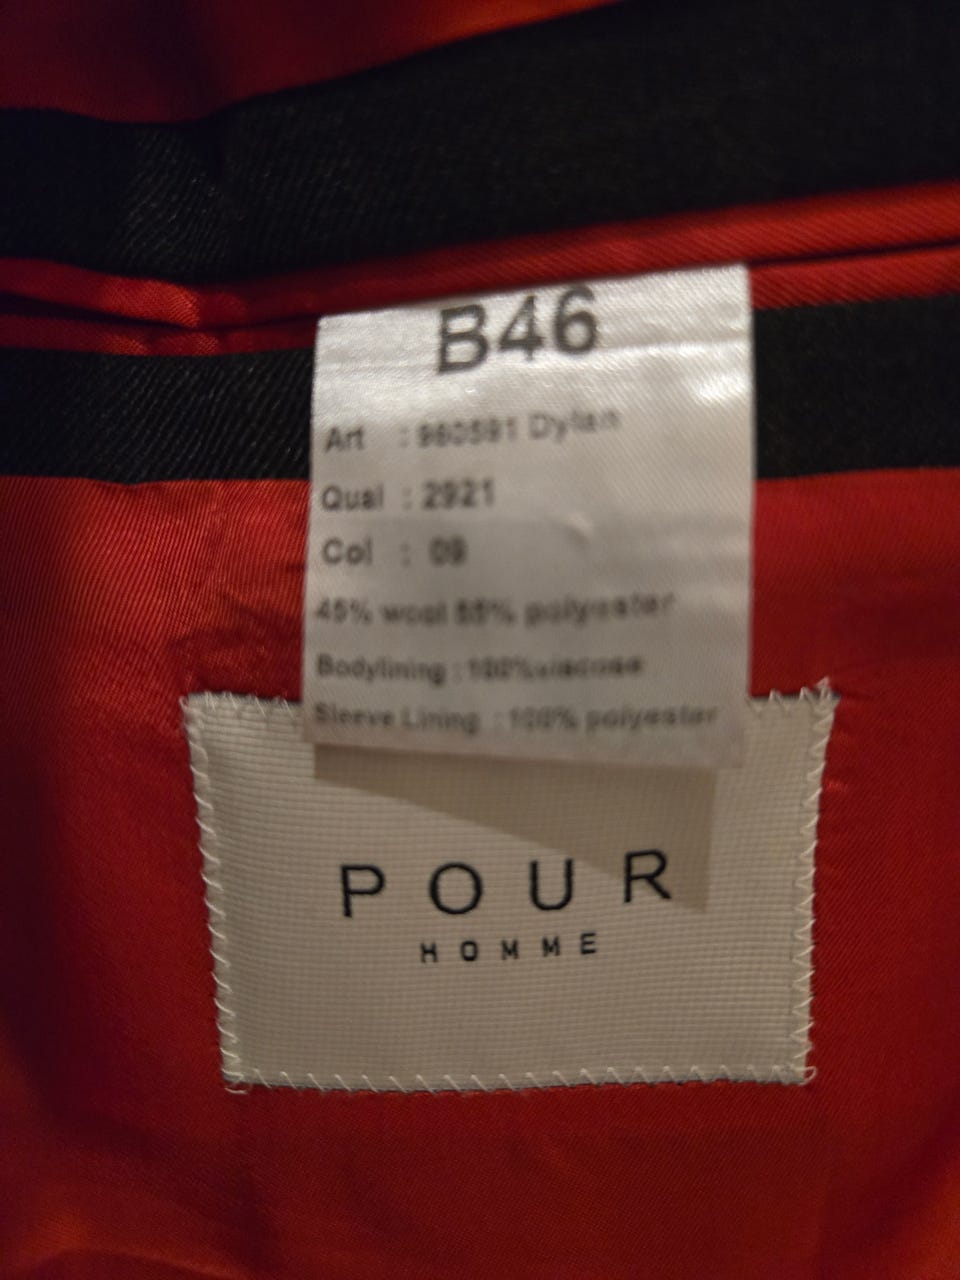 B46
Art : 960591 Dylan
Qual : 2921
Col : 09
45% wool 55% polyester
Bodylining : 100%viscose
Sleeve Lining : 100% polyester
POUR
HOMME